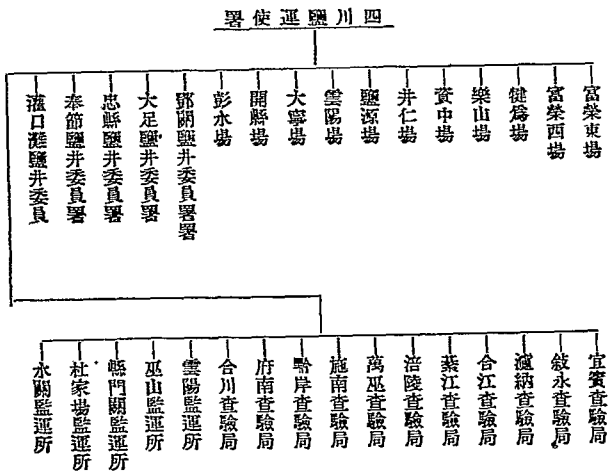 四川鹽運使署
富榮東場
富榮西場
犍為場
樂山場
資中場
井仁場
鹽源場
雲陽場
大寧場
開縣場
彭水場
鄧關鹽井委員署署
大足鹽井委員署
忠縣鹽井委員署
奉節鹽井委員署
灌口灘鹽井委員
宜賓查驗局
敍永查驗局
瀘納查驗局
合江查驗局
綦江查驗局
涪陵查驗局
萬巫查驗局
施南查驗局
黔岸查驗局
府南查驗局
合川查驗局
雲陽監運所
巫山監運所
夔門關監運所
杜家場監運所
水關監運所